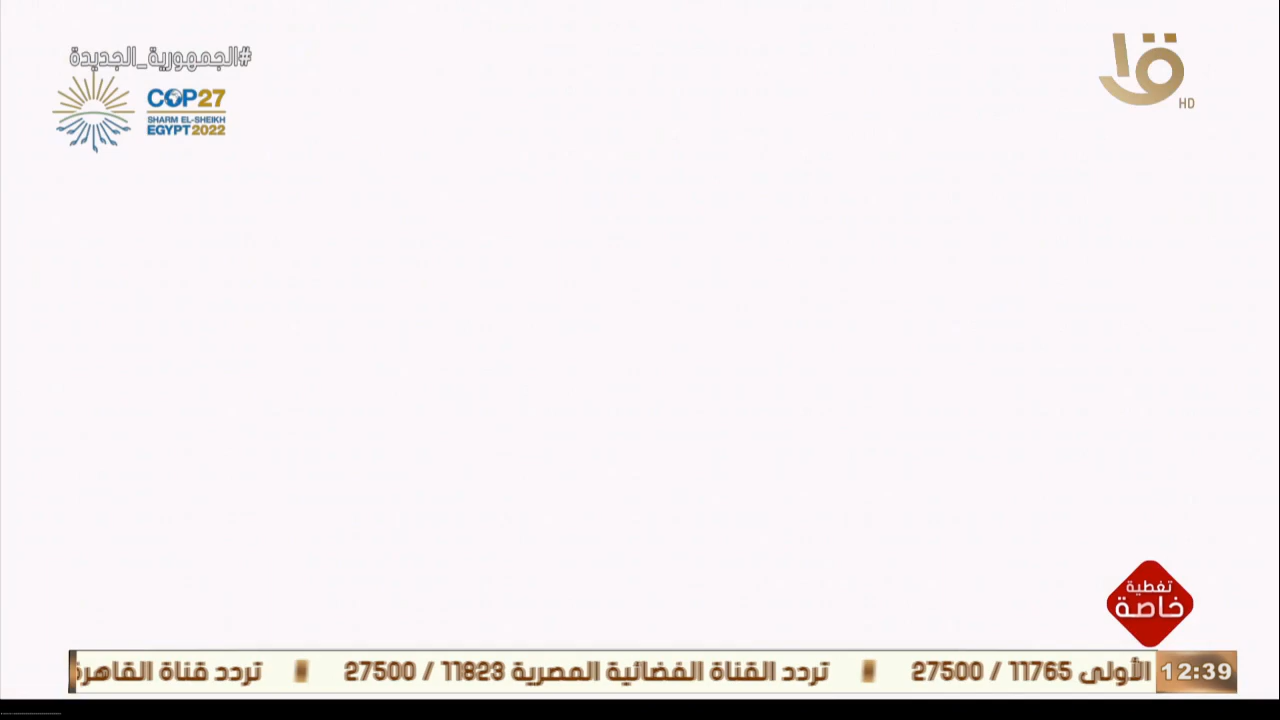 #الجمهورية_الجديدة
COP27
SHARM EL-SHEIKH
EGYPT2022
HD
تغطية
خاصة
الأولى 11765 / 27500 تردد القناة الفضائية المصرية 11823 / 27500 تردد قناة القاهرة
12:39